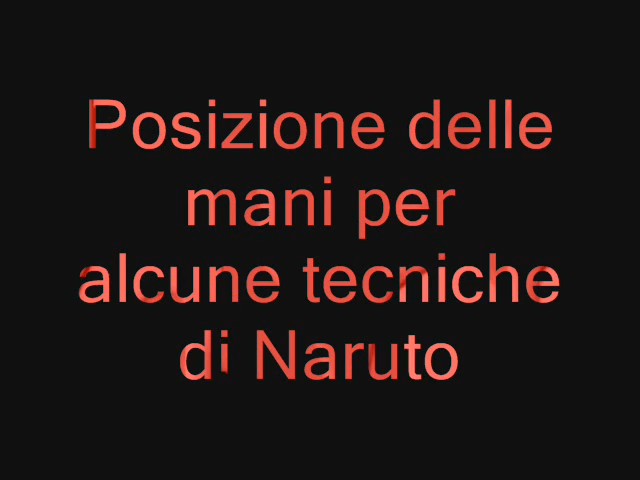 Posizione delle
mani per
alcune tecniche
di Naruto